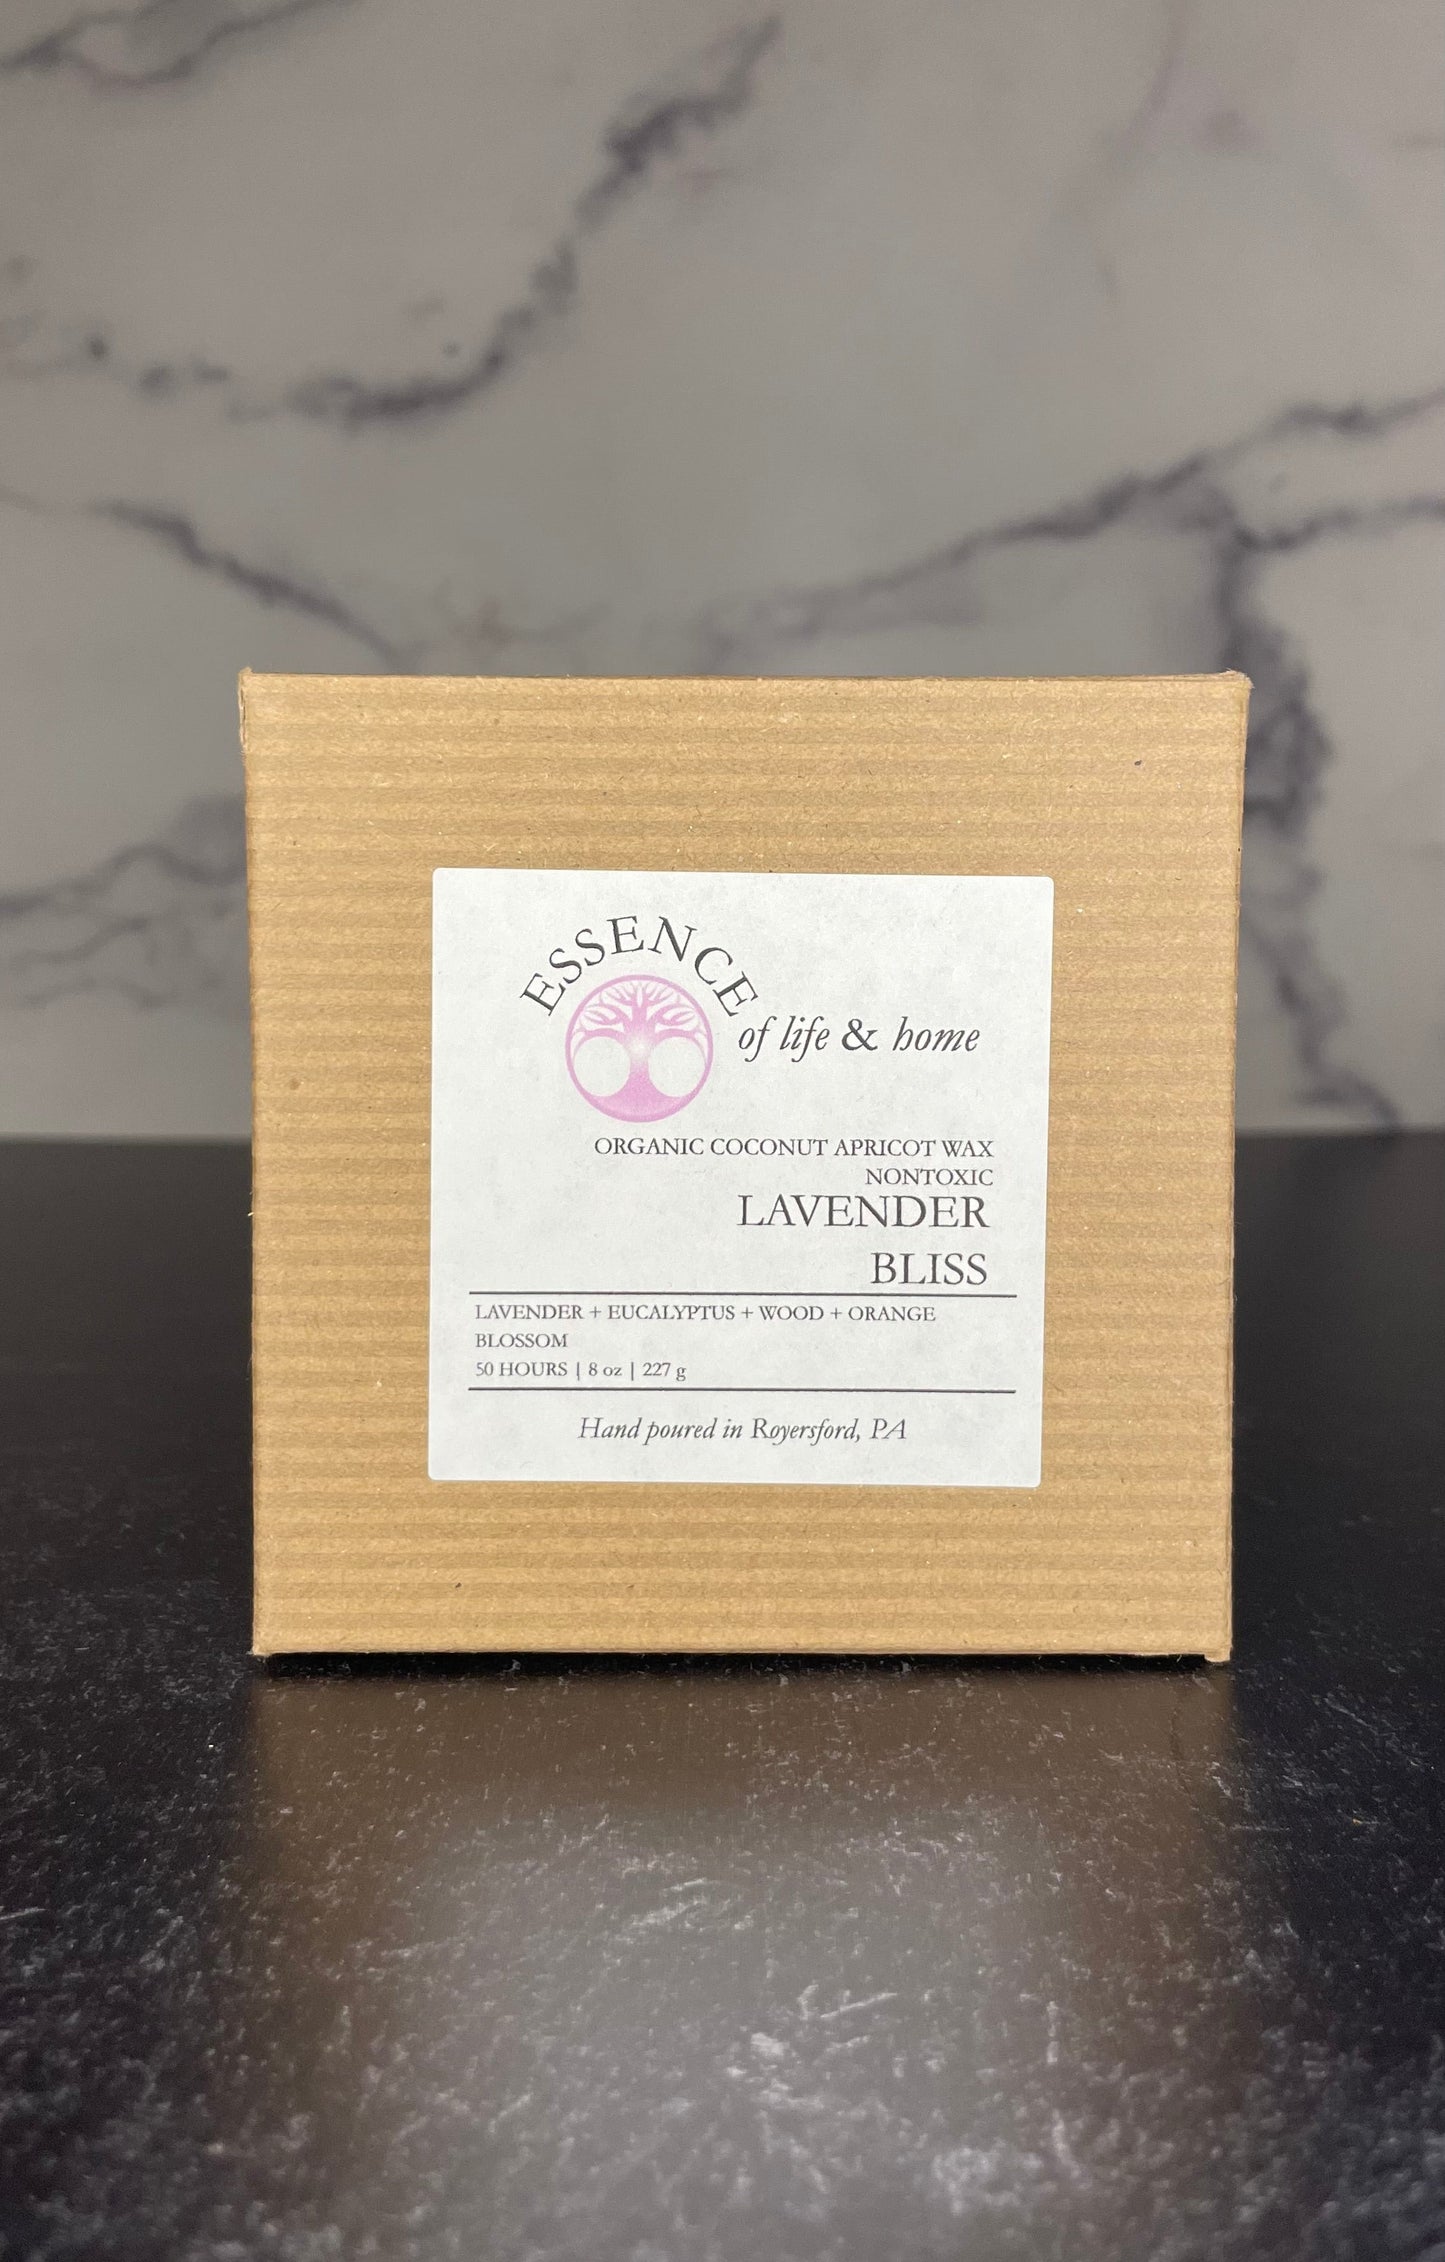 ESSENCE
of life & home
ORGANIC COCONUT APRICOT WAX
NONTOXIC
LAVENDER
BLISS
LAVENDER + EUCALYPTUS + WOOD + ORANGE
BLOSSOM
50 HOURS | 8 oz | 227 g
Hand poured in Royersford, PA